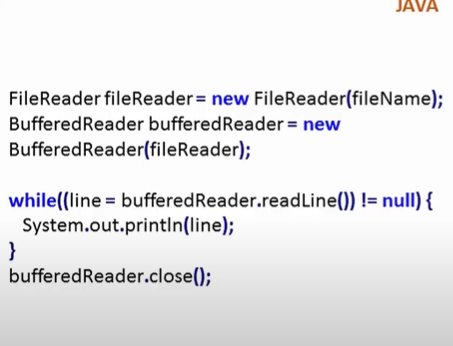 JAVA
FileReader fileReader = new FileReader(fileName);
BufferedReader bufferedReader = new
BufferedReader(fileReader);
while((line = bufferedReader.readLine()) != null) {
System.out.println(line);
}
bufferedReader.close();